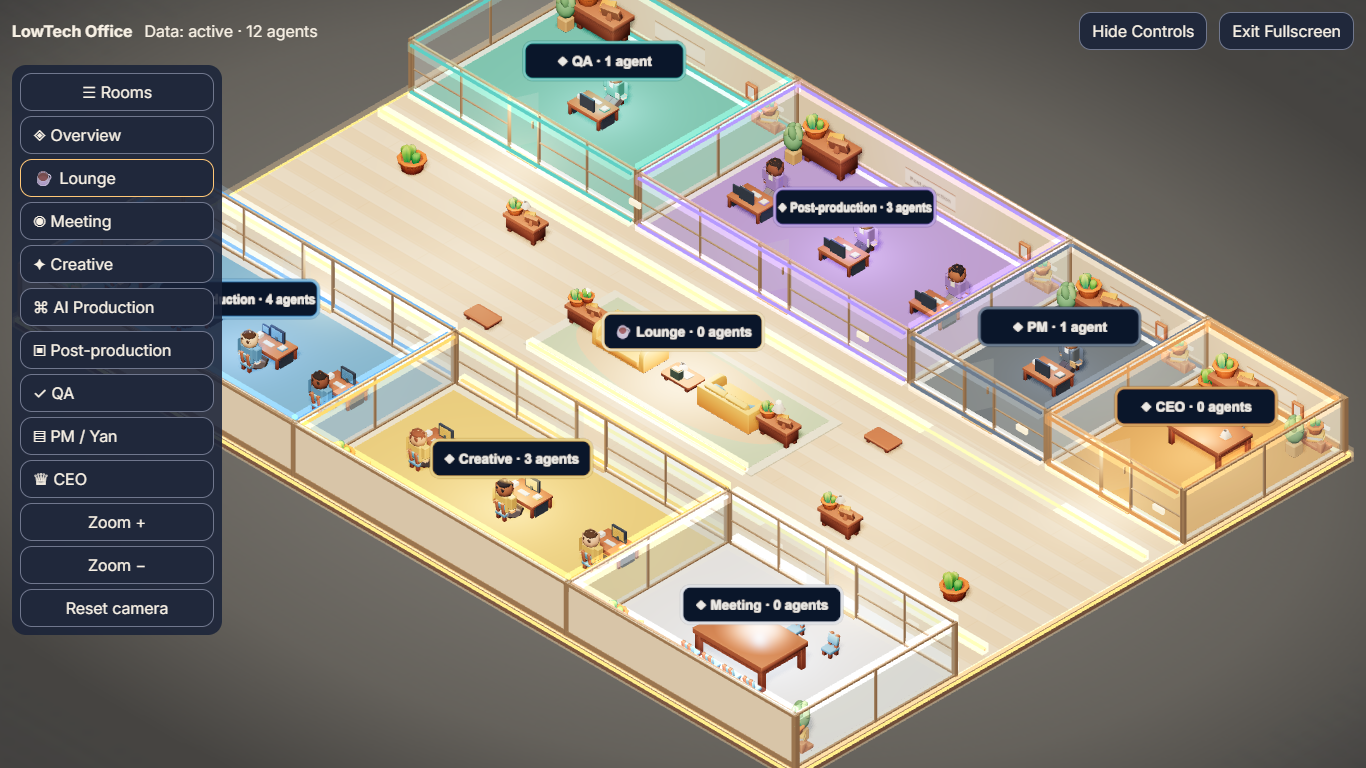 LowTech Office Data: active · 12 agents
Hide Controls
Exit Fullscreen
☰ Rooms
◈ Overview
Lounge
◉ Meeting
✦ Creative
⌘ AI Production
▣ Post-production
✓ QA
▤ PM / Yan
♛ CEO
Zoom +
Zoom −
Reset camera
◆ QA · 1 agent
◆ Post-production · 3 agents
uction · 4 agents
Lounge · 0 agents
◆ PM · 1 agent
◆ CEO · 0 agents
◆ Creative · 3 agents
◆ Meeting · 0 agents